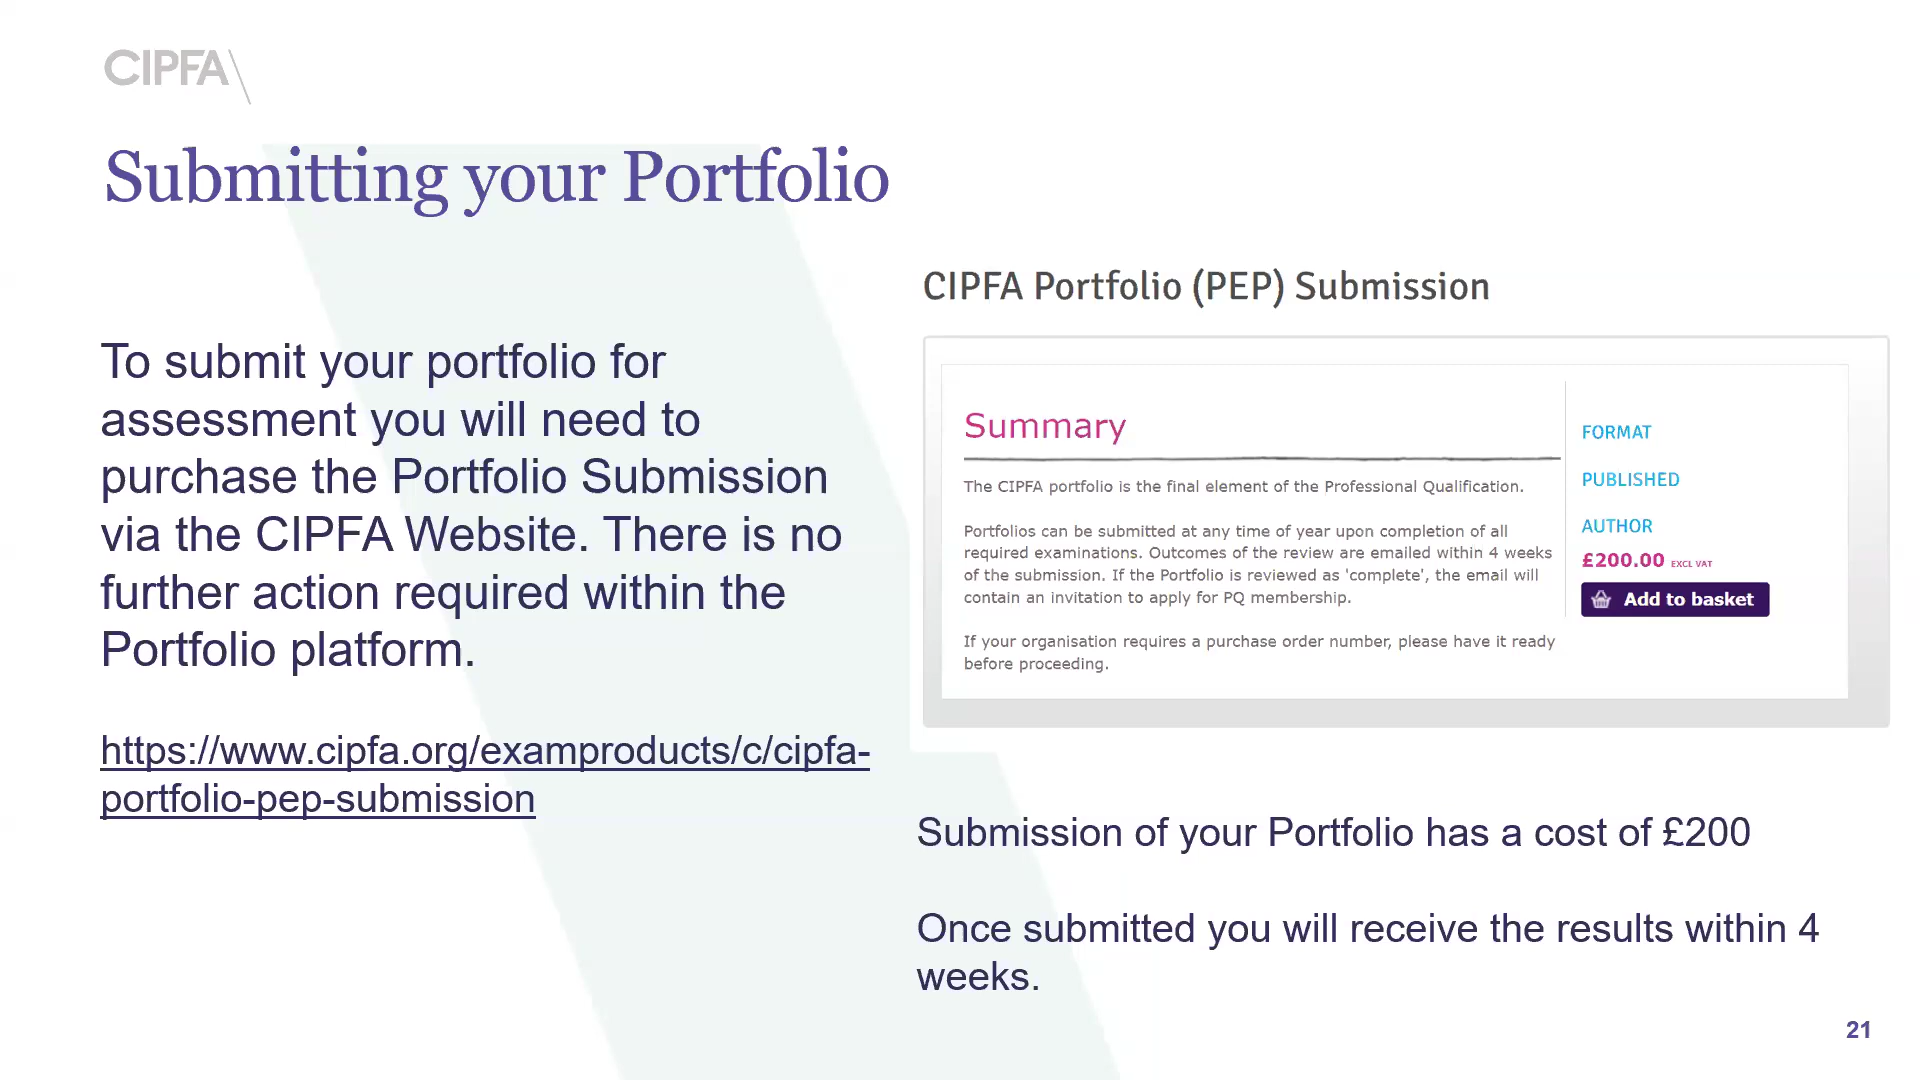 CIPFA
Submitting your Portfolio
To submit your portfolio for
assessment you will need to
purchase the Portfolio Submission
via the CIPFA Website. There is no
further action required within the
Portfolio platform.
https://www.cipfa.org/examproducts/c/cipfa-
portfolio-pep-submission
CIPFA Portfolio (PEP) Submission
Summary
The CIPFA portfolio is the final element of the Professional Qualification.
Portfolios can be submitted at any time of year upon completion of all
required examinations. Outcomes of the review are emailed within 4 weeks
of the submission. If the Portfolio is reviewed as 'complete', the email will
contain an invitation to apply for PQ membership.
If your organisation requires a purchase order number, please have it ready
before proceeding.
FORMAT
PUBLISHED
AUTHOR
£200.00 EXCL VAT
Add to basket
Submission of your Portfolio has a cost of £200
Once submitted you will receive the results within 4
weeks.
21